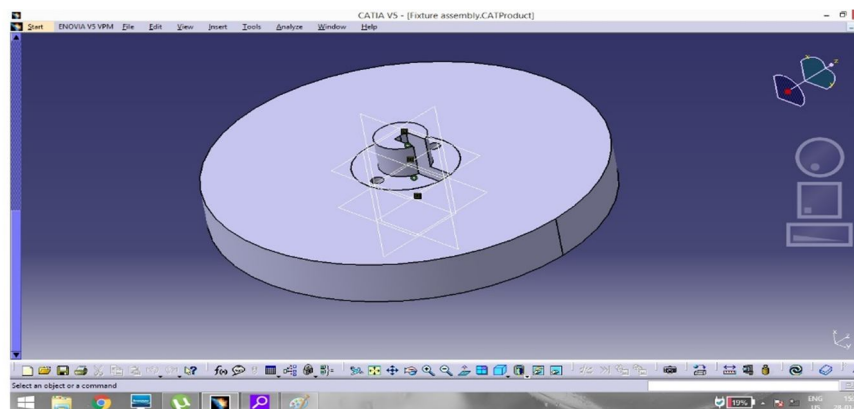 CATIA V5 - [Fixture assembly.CATProduct]
Start ENOVIA V5 VPM File Edit View Insert Tools Analyze Window Help
Select an object or a command
19% ENG